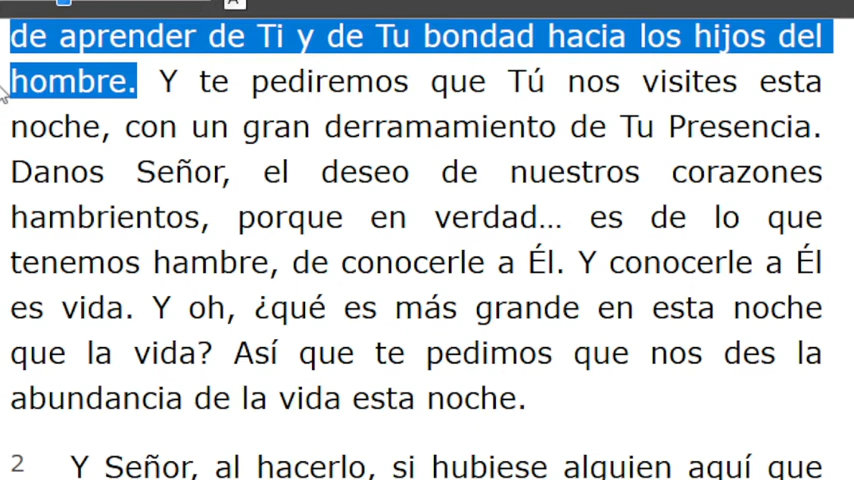 de aprender de Ti y de Tu bondad hacia los hijos del
hombre. Y te pediremos que Tú nos visites esta
noche, con un gran derramamiento de Tu Presencia.
Danos Señor, el deseo de nuestros corazones
hambrientos, porque en verdad… es de lo que
tenemos hambre, de conocerle a Él. Y conocerle a Él
es vida. Y oh, ¿qué es más grande en esta noche
que la vida? Así que te pedimos que nos des la
abundancia de la vida esta noche.
2 Y Señor, al hacerlo, si hubiese alguien aquí que